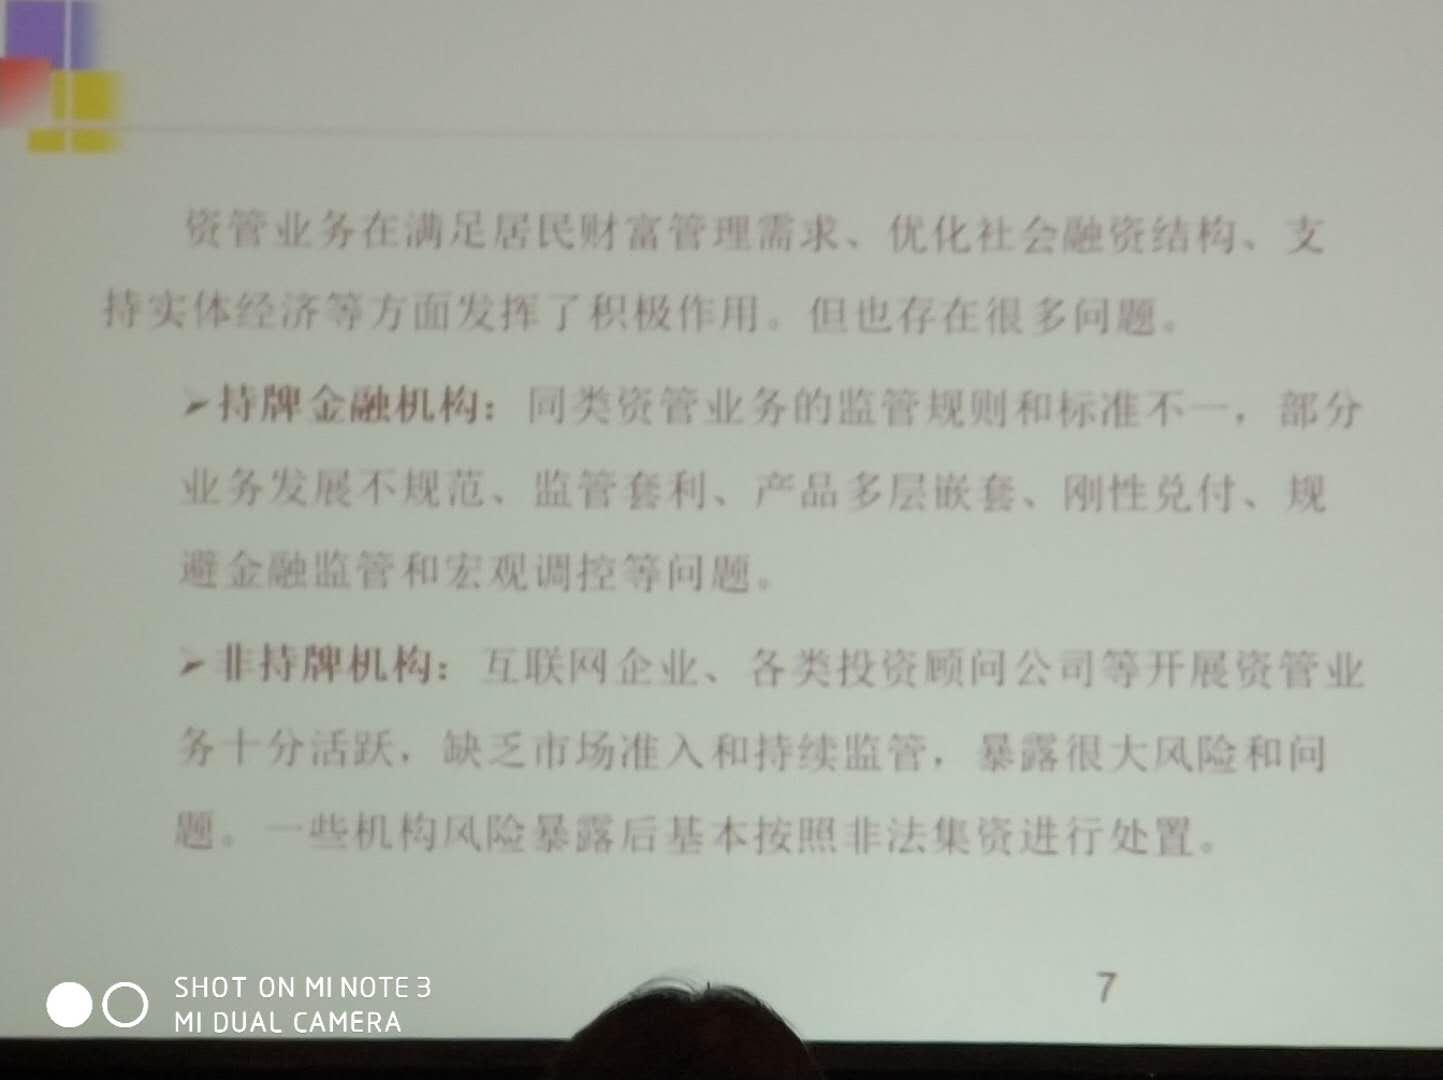 资管业务在满足居民财富管理需求、优化社会融资结构、支
持实体经济等方面发挥了积极作用。但也存在很多问题。
➢持牌金融机构：同类资管业务的监管规则和标准不一，部分
业务发展不规范、监管套利、产品多层嵌套、刚性兑付、规
避金融监管和宏观调控等问题。
➢非持牌机构：互联网企业、各类投资顾问公司等开展资管业
务十分活跃，缺乏市场准入和持续监管，暴露很大风险和问
题。一些机构风险暴露后基本按照非法集资进行处置。
7
SHOT ON MI NOTE 3
MI DUAL CAMERA